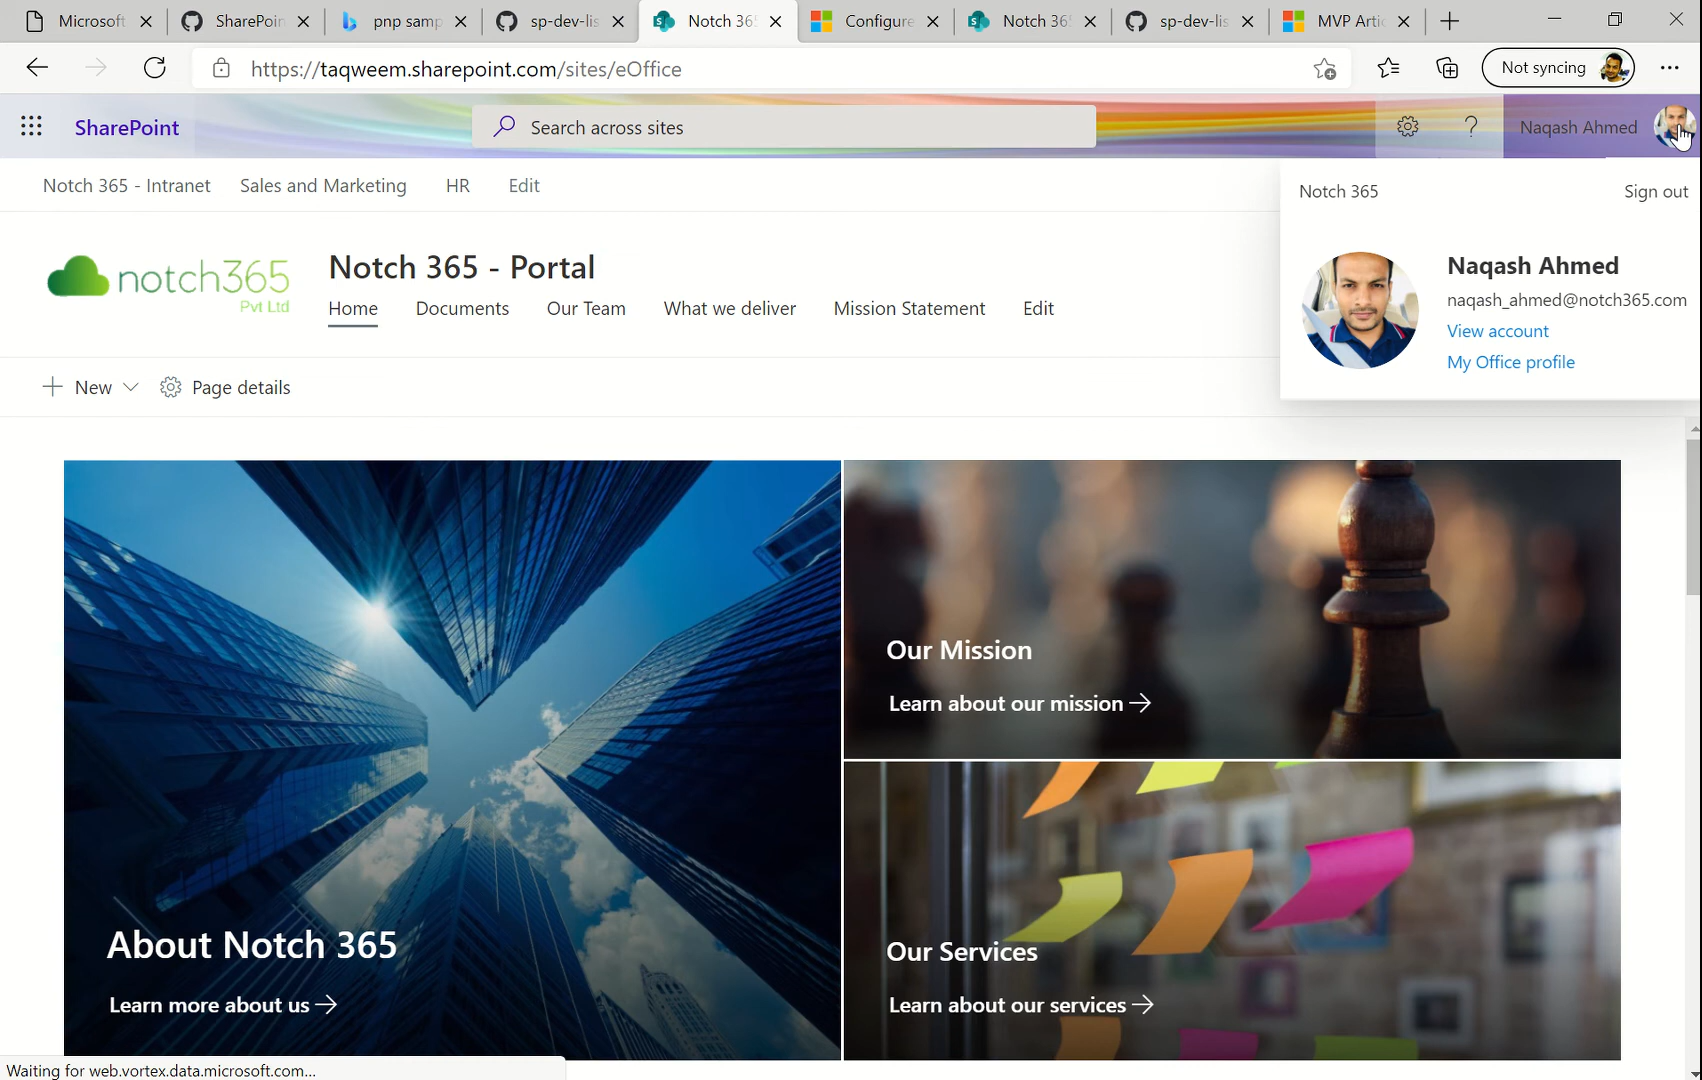 Microsoft
SharePoin
pnp samp
sp-dev-lis
Notch 365
Configure
Notch 365
sp-dev-lis
MVP Artic
https://taqweem.sharepoint.com/sites/eOffice
Not syncing
SharePoint
Search across sites
?
Naqash Ahmed
Notch 365 - Intranet
Sales and Marketing
HR
Edit
Notch 365
Sign out
Naqash Ahmed
naqash_ahmed@notch365.com
View account
My Office profile
notch365
Pvt Ltd
Notch 365 - Portal
Home
Documents
Our Team
What we deliver
Mission Statement
Edit
New
Page details
About Notch 365
Learn more about us →
Our Mission
Learn about our mission →
Our Services
Learn about our services →
Waiting for web.vortex.data.microsoft.com...